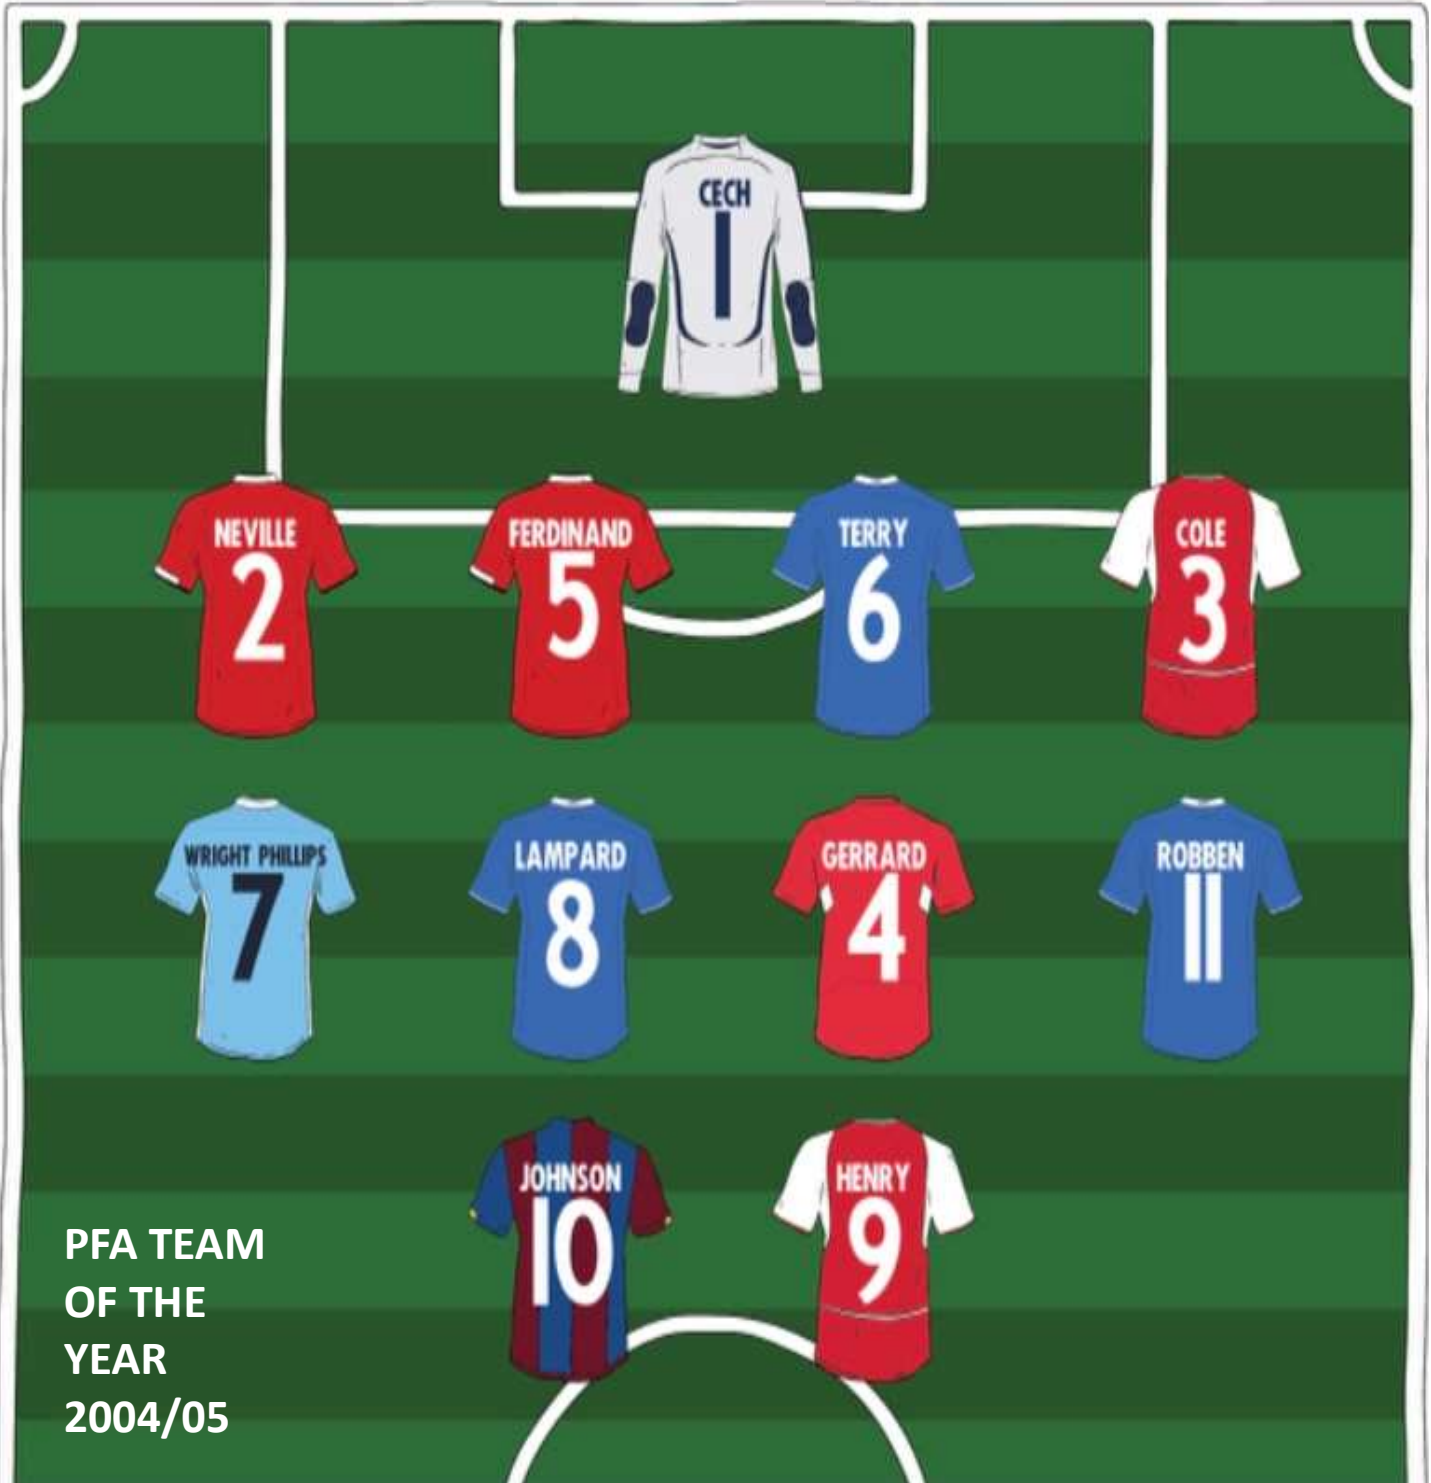 CECH
1
NEVILLE
2
FERDINAND
5
TERRY
6
COLE
3
WRIGHT PHILLIPS
7
LAMPARD
8
GERRARD
4
ROBBEN
11
JOHNSON
10
HENRY
9
PFA TEAM
OF THE
YEAR
2004/05